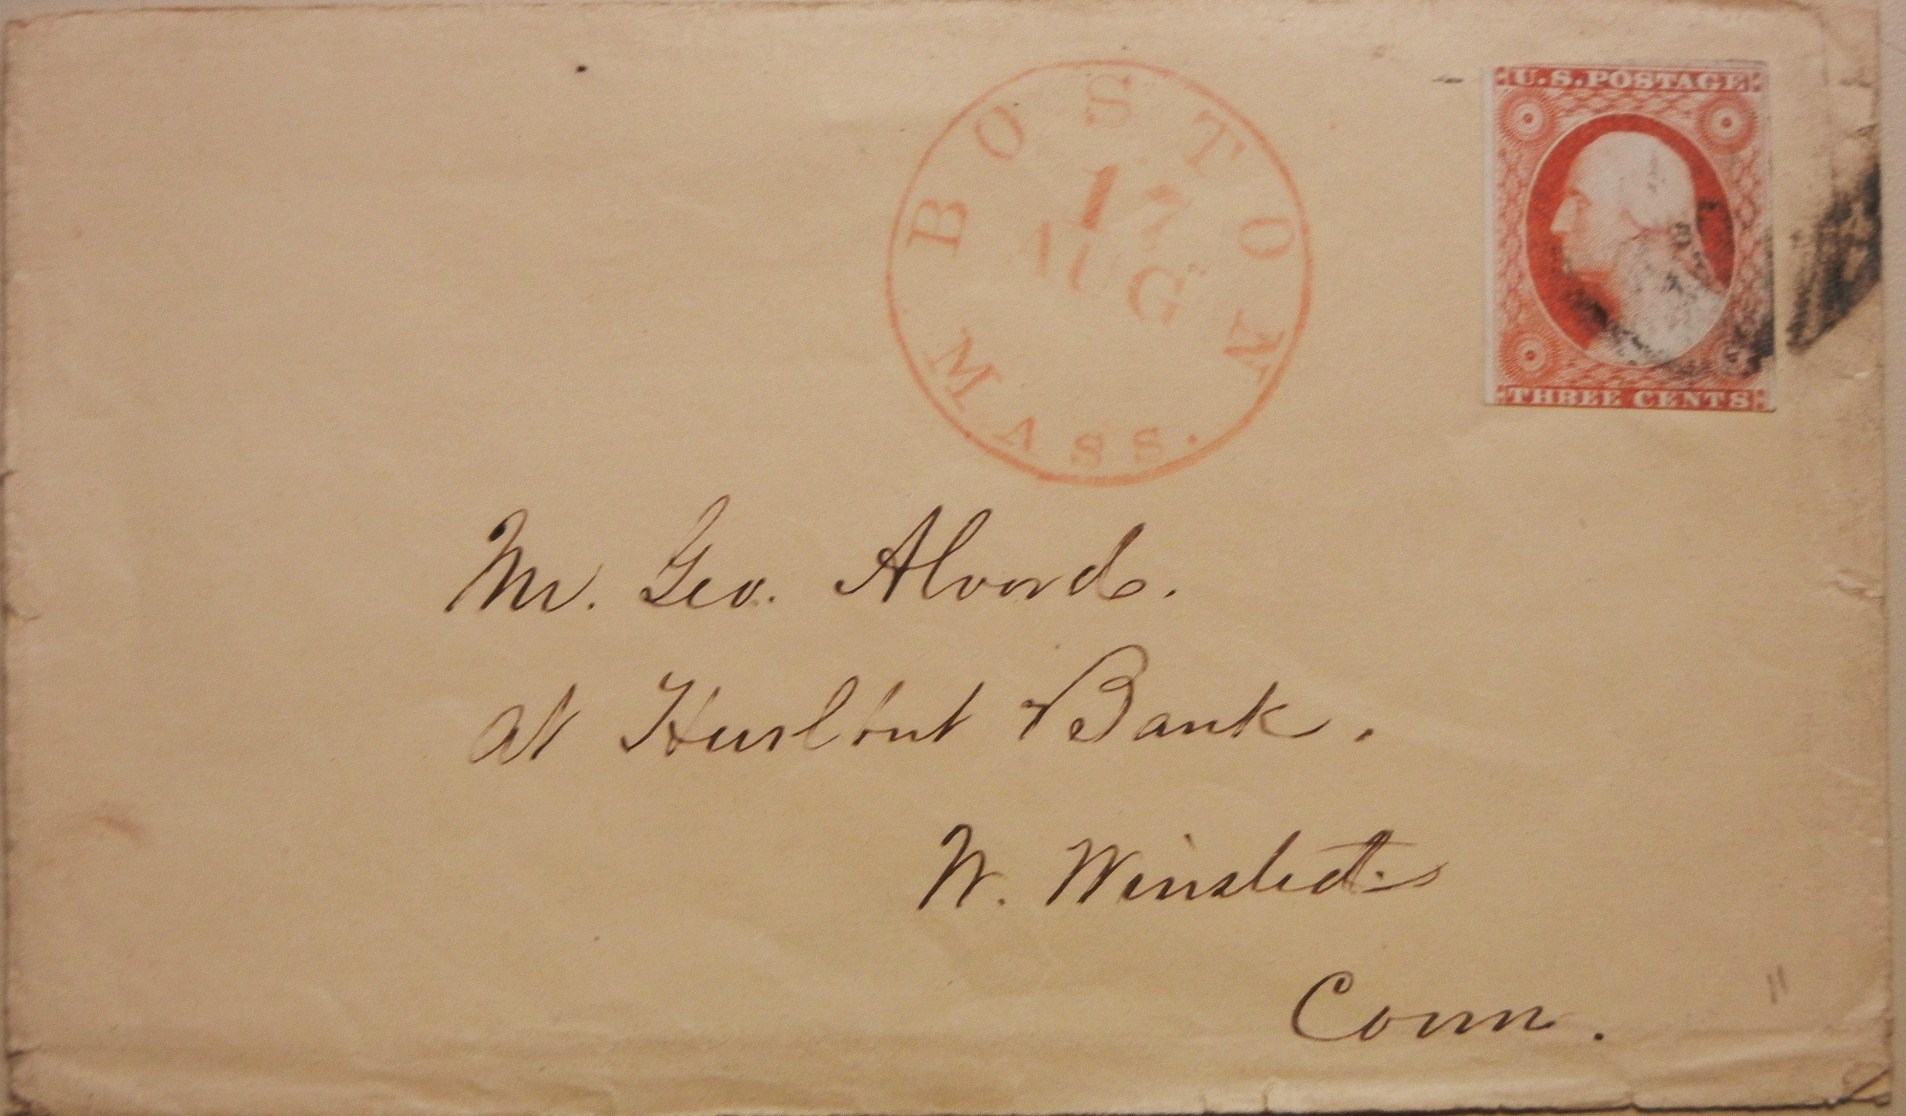 U.S. POSTAGE
THREE CENTS
BOSTON
17
AUG
MASS.
Mr. Geo. Alvord.
at Hurlbut Bank.
W. Winsted.
Conn.